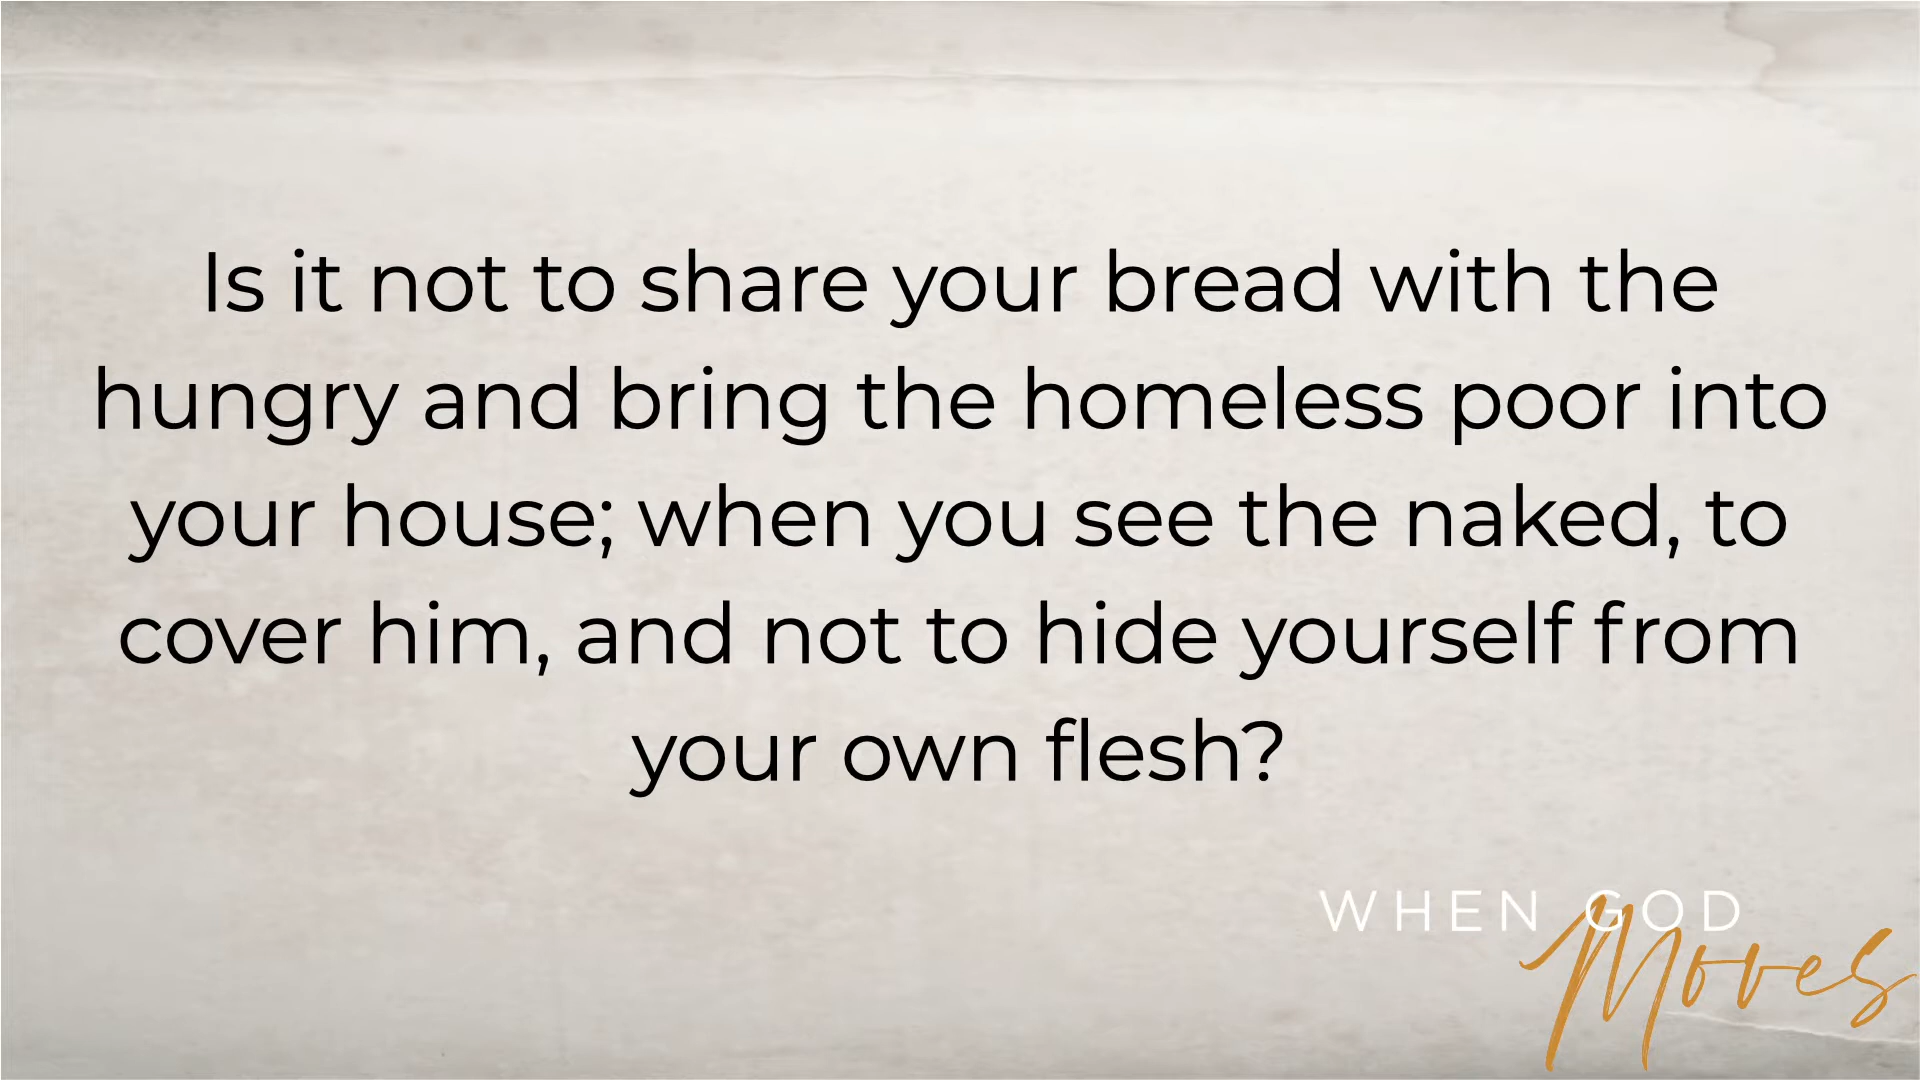 Is it not to share your bread with the
hungry and bring the homeless poor into
your house; when you see the naked, to
cover him, and not to hide yourself from
your own flesh?
WHEN GOD
Moves